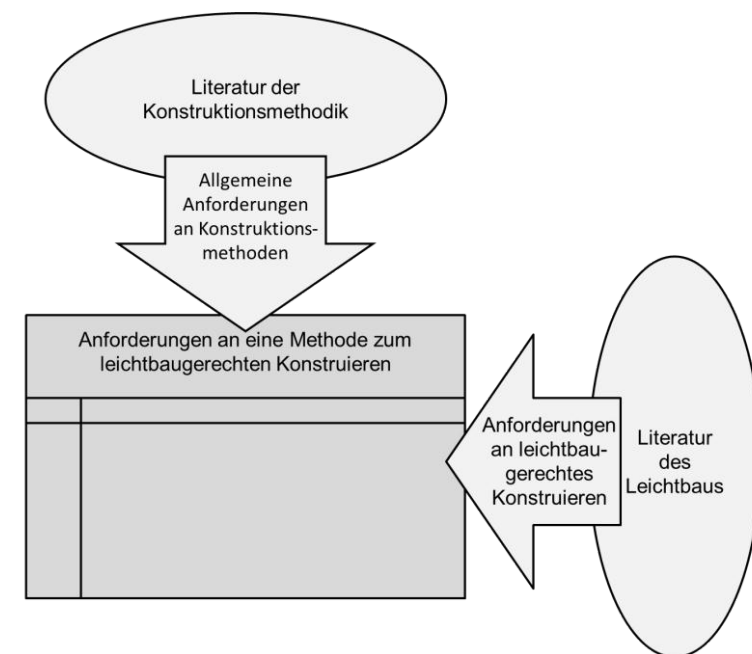 Literatur der
Konstruktionsmethodik
Allgemeine
Anforderungen
an Konstruktions-
methoden
Anforderungen an eine Methode zum
leichtbaugerechten Konstruieren
Anforderungen
an leichtbau-
gerechtes
Konstruieren
Literatur
des
Leichtbaus